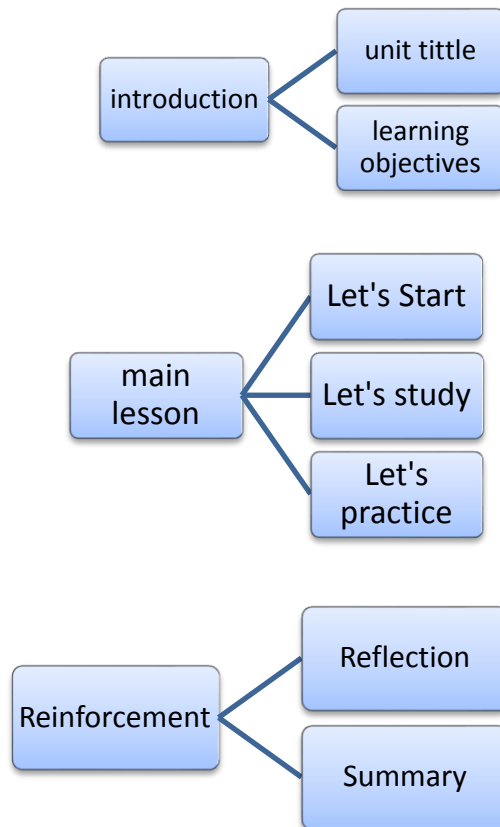 introduction
unit tittle
learning
objectives
main
lesson
Let's Start
Let's study
Let's
practice
Reinforcement
Reflection
Summary